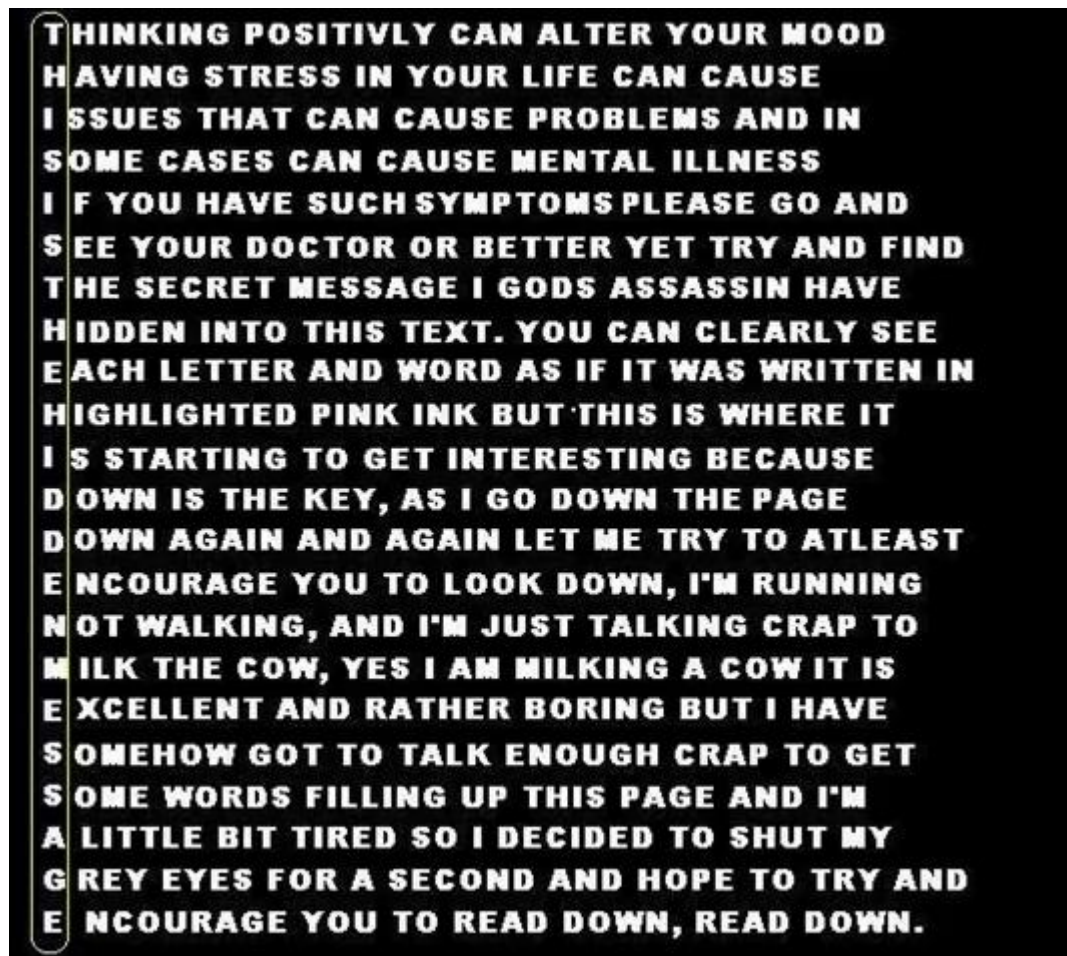 THINKING POSITIVLY CAN ALTER YOUR MOOD
HAVING STRESS IN YOUR LIFE CAN CAUSE
ISSUES THAT CAN CAUSE PROBLEMS AND IN
SOME CASES CAN CAUSE MENTAL ILLNESS
IF YOU HAVE SUCH SYMPTOMS PLEASE GO AND
SEE YOUR DOCTOR OR BETTER YET TRY AND FIND
THE SECRET MESSAGE I GODS ASSASSIN HAVE
HIDDEN INTO THIS TEXT. YOU CAN CLEARLY SEE
EACH LETTER AND WORD AS IF IT WAS WRITTEN IN
HIGHLIGHTED PINK INK BUT THIS IS WHERE IT
IS STARTING TO GET INTERESTING BECAUSE
DOWN IS THE KEY, AS I GO DOWN THE PAGE
DOWN AGAIN AND AGAIN LET ME TRY TO ATLEAST
ENCOURAGE YOU TO LOOK DOWN, I'M RUNNING
NOT WALKING, AND I'M JUST TALKING CRAP TO
MILK THE COW, YES I AM MILKING A COW IT IS
EXCELLENT AND RATHER BORING BUT I HAVE
SOMEHOW GOT TO TALK ENOUGH CRAP TO GET
SOME WORDS FILLING UP THIS PAGE AND I'M
A LITTLE BIT TIRED SO I DECIDED TO SHUT MY
GREY EYES FOR A SECOND AND HOPE TO TRY AND
ENCOURAGE YOU TO READ DOWN, READ DOWN.